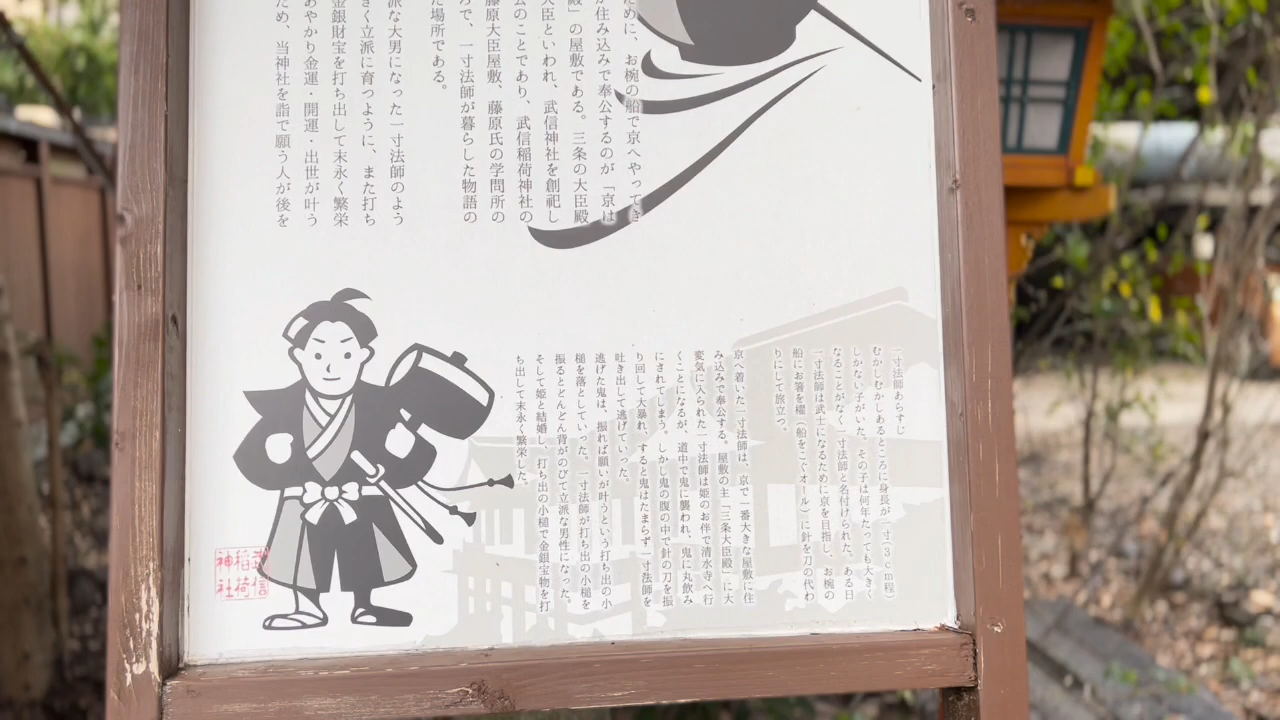 ために、お椀の船で京へやってき
が住み込みで奉公するのが「京は
殿」の屋敷である。三条の大臣殿
大臣といわれ、武信神社を創祀し
公のことであり、武信稲荷神社の
藤原大臣屋敷、藤原氏の学問所の
ろで、一寸法師が暮らした物語の
た場所である。
派な大男になった一寸法師のよう
きく立派に育つように、また打ち
金銀財宝を打ち出して末永く繁栄
あやかり金運・開運・出世が叶う
ため、当神社を詣で願う人が後を
一寸法師あらすじ
むかしむかしあるところに身長が一寸(3cm程)
しかない子がいた。その子は何年たっても大きく
なることがなく、一寸法師と名付けられた。ある日
一寸法師は武士になるために京を目指し、お椀の
船にお箸を櫂(船をこぐオール)に針を刀の代わ
りにして旅立つ。
京へ着いた一寸法師は、京で一番大きな屋敷に住
み込みで奉公する。屋敷の主「三条大臣殿」に大
変気に入られた一寸法師は姫のお伴で清水寺へ行
くことになるが、道中で鬼に襲われ、鬼に丸飲み
にされてしまう。しかし鬼の腹の中で針の刀を振
り回して大暴れ。すると鬼はたまらず一寸法師を
吐き出して逃げていった。
逃げた鬼は、振れば願いが叶うという打ち出の小
槌を落としていった。一寸法師が打ち出の小槌を
振るとどんどん背がのびて立派な男性になった。
そして姫と結婚し、打ち出の小槌で金銀宝物を打
ち出して末永く繁栄した。
武信
稲荷
神社